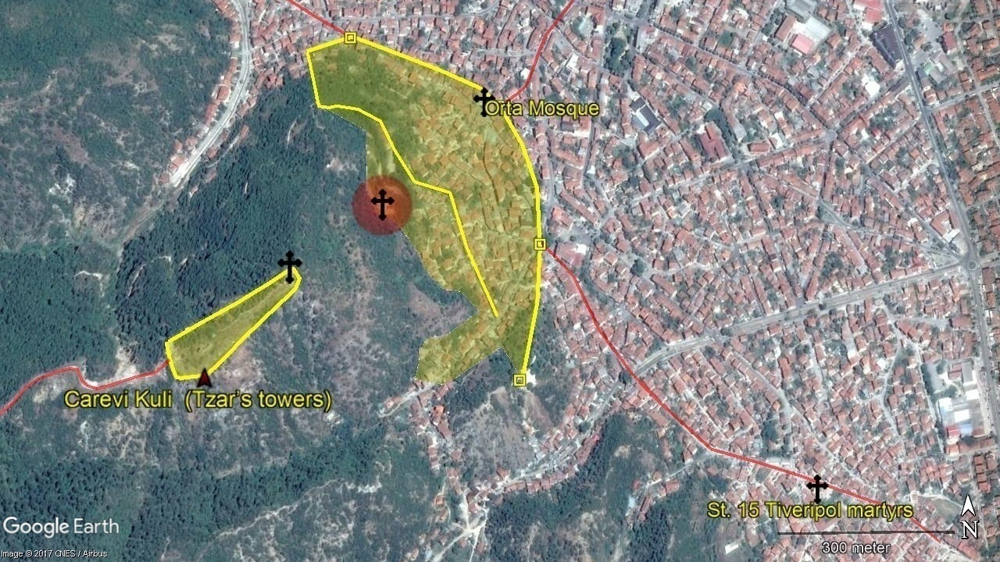 Orta Mosque
Carevi Kuli (Tzar's towers)
St. 15 Tiveripol martyrs
N
300 meter
Google Earth
Image © 2017 CNES / Airbus